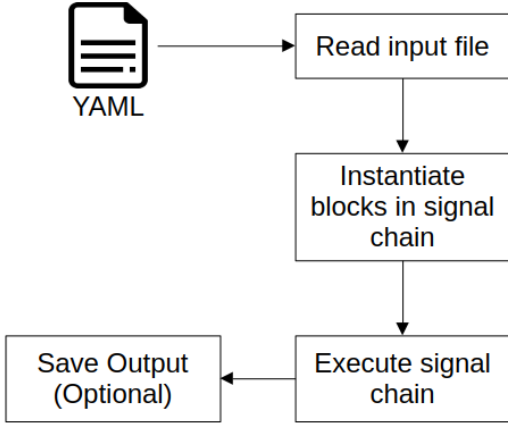 YAML
Read input file
Instantiate
blocks in signal
chain
Execute signal
chain
Save Output
(Optional)